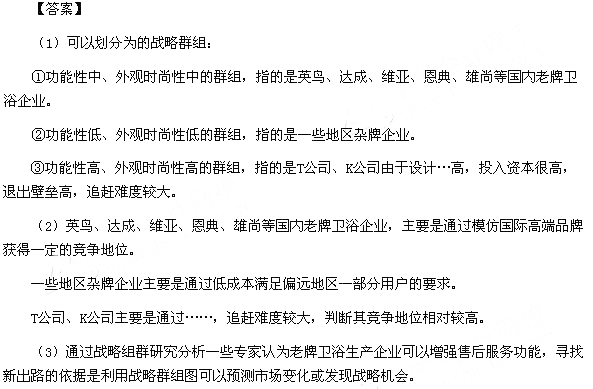 【答案】
（1）可以划分为的战略群组：
①功能性中、外观时尚性中的群组，指的是英鸟、达成、维亚、恩典、雄尚等国内老牌卫
浴企业。
②功能性低、外观时尚性低的群组，指的是一些地区杂牌企业。
③功能性高、外观时尚性高的群组，指的是T公司、K公司由于设计…高，投入资本很高，
退出壁垒高，追赶难度较大。
（2）英鸟、达成、维亚、恩典、雄尚等国内老牌卫浴企业，主要是通过模仿国际高端品牌
获得一定的竞争地位。
一些地区杂牌企业主要是通过低成本满足偏远地区一部分用户的要求。
T公司、K公司主要是通过……，追赶难度较大，判断其竞争地位相对较高。
（3）通过战略组群研究分析一些专家认为老牌卫浴生产企业可以增强售后服务功能，寻找
新出路的依据是利用战略群组图可以预测市场变化或发现战略机会。